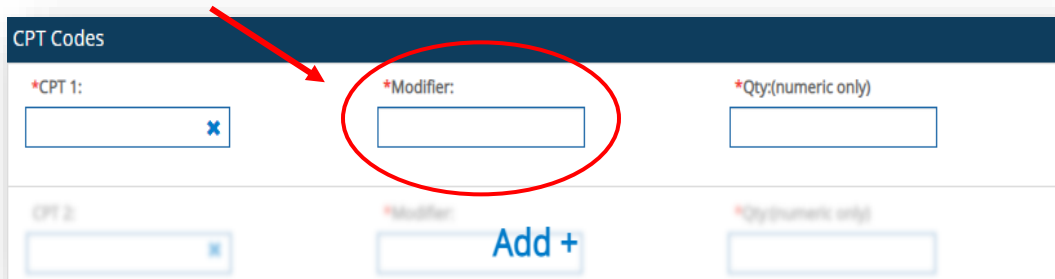 CPT Codes
*CPT 1: *Modifier: *Qty:(numeric only)
CPT 2: *Modifier: *Qty:(numeric only)
Add +